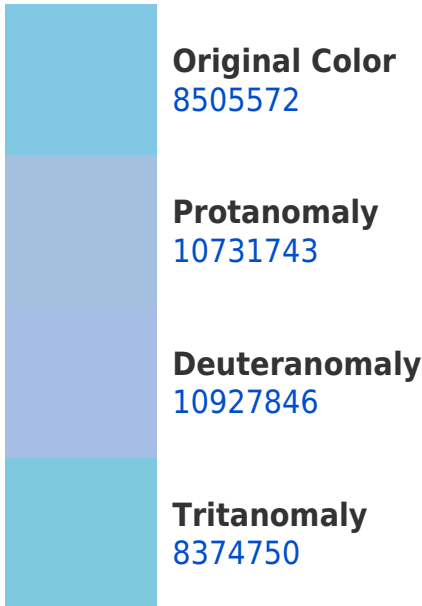 Original Color
8505572
Protanomaly
10731743
Deuteranomaly
10927846
Tritanomaly
8374750